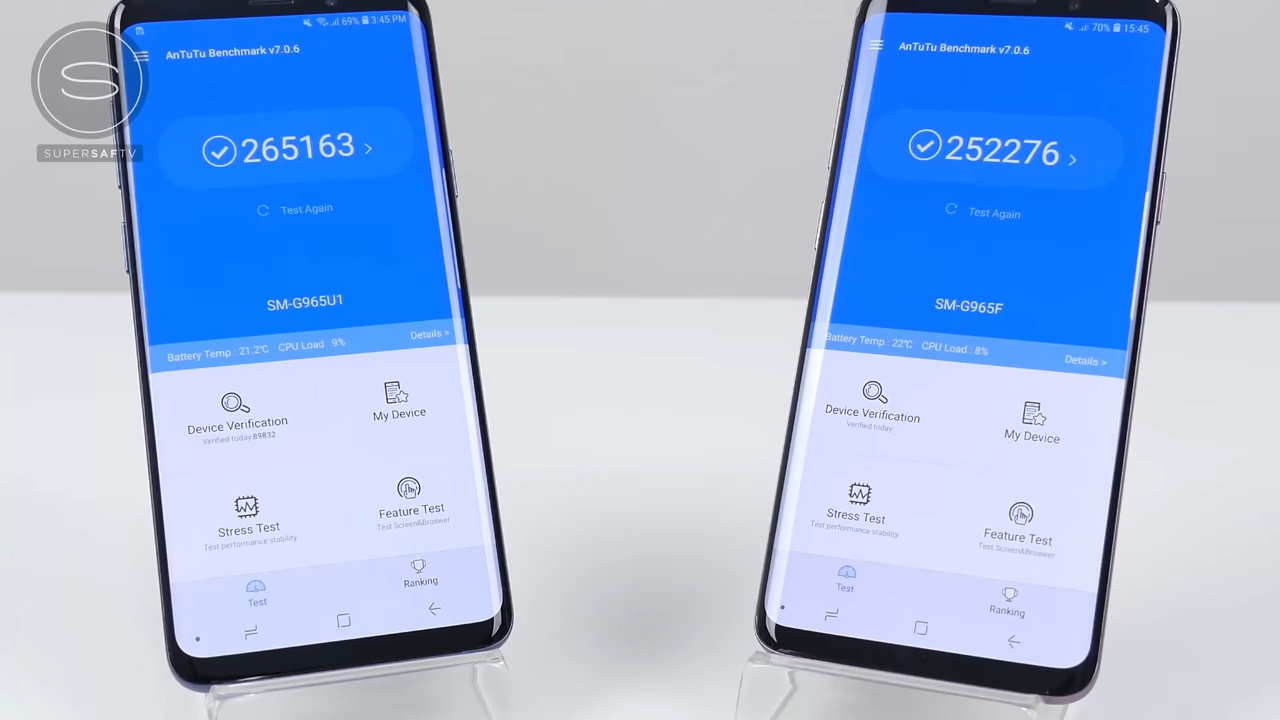 SUPERSAFTV
69% 3:45 PM
AnTuTu Benchmark v7.0.6
265163 >
Test Again
SM-G965U1
Battery Temp : 21.2℃ CPU Load : 9% Details >
Device Verification
Verified today:89832
My Device
Stress Test
Test performance stability
Feature Test
Test Screen&Broswer
Test
Ranking
70% 15:45
AnTuTu Benchmark v7.0.6
252276 >
Test Again
SM-G965F
Battery Temp : 22℃ CPU Load : 8% Details >
Device Verification
Verified today
My Device
Stress Test
Test performance stability
Feature Test
Test Screen&Broswer
Test
Ranking